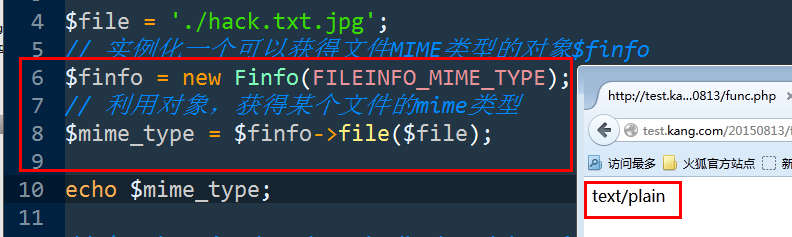 4 $file = './hack.txt.jpg';
5 // 实例化一个可以获得文件MIME类型的对象$finfo
6 $finfo = new Finfo(FILEINFO_MIME_TYPE);
7 // 利用对象，获得某个文件的mime类型
8 $mime_type = $finfo->file($file);
9
10 echo $mime_type;
11
http://test.ka...0813/func.php
test.kang.com/20150813/f
访问最多 火狐官方站点 新
text/plain